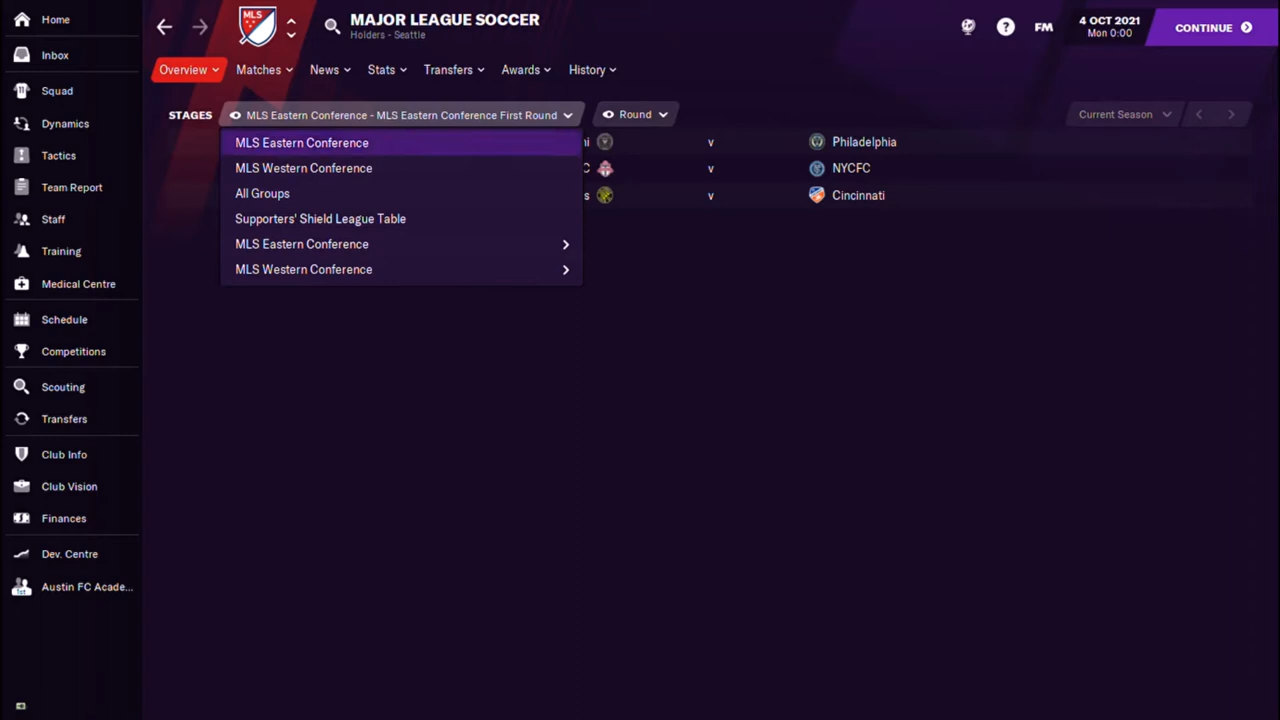 Home
Inbox
Squad
Dynamics
Tactics
Team Report
Staff
Training
Medical Centre
Schedule
Competitions
Scouting
Transfers
Club Info
Club Vision
Finances
Dev. Centre
Austin FC Acade...
MLS
MAJOR LEAGUE SOCCER
Holders - Seattle
? FM
4 OCT 2021
Mon 0:00
CONTINUE
Overview Matches News Stats Transfers Awards History
STAGES MLS Eastern Conference - MLS Eastern Conference First Round Round Current Season
MLS Eastern Conference
MLS Western Conference
All Groups
Supporters' Shield League Table
MLS Eastern Conference
MLS Western Conference
i v Philadelphia
C v NYCFC
s v Cincinnati